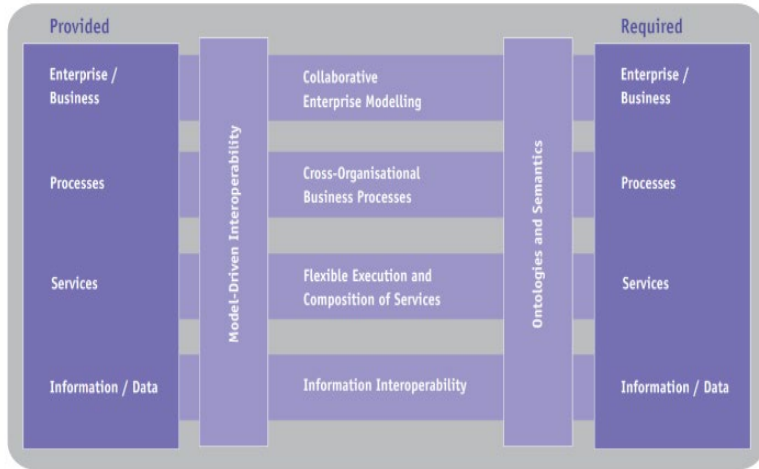 Provided
Required
Enterprise /
Business
Processes
Services
Information / Data
Model-Driven Interoperability
Collaborative
Enterprise Modelling
Cross-Organisational
Business Processes
Flexible Execution and
Composition of Services
Information Interoperability
Ontologies and Semantics
Enterprise /
Business
Processes
Services
Information / Data